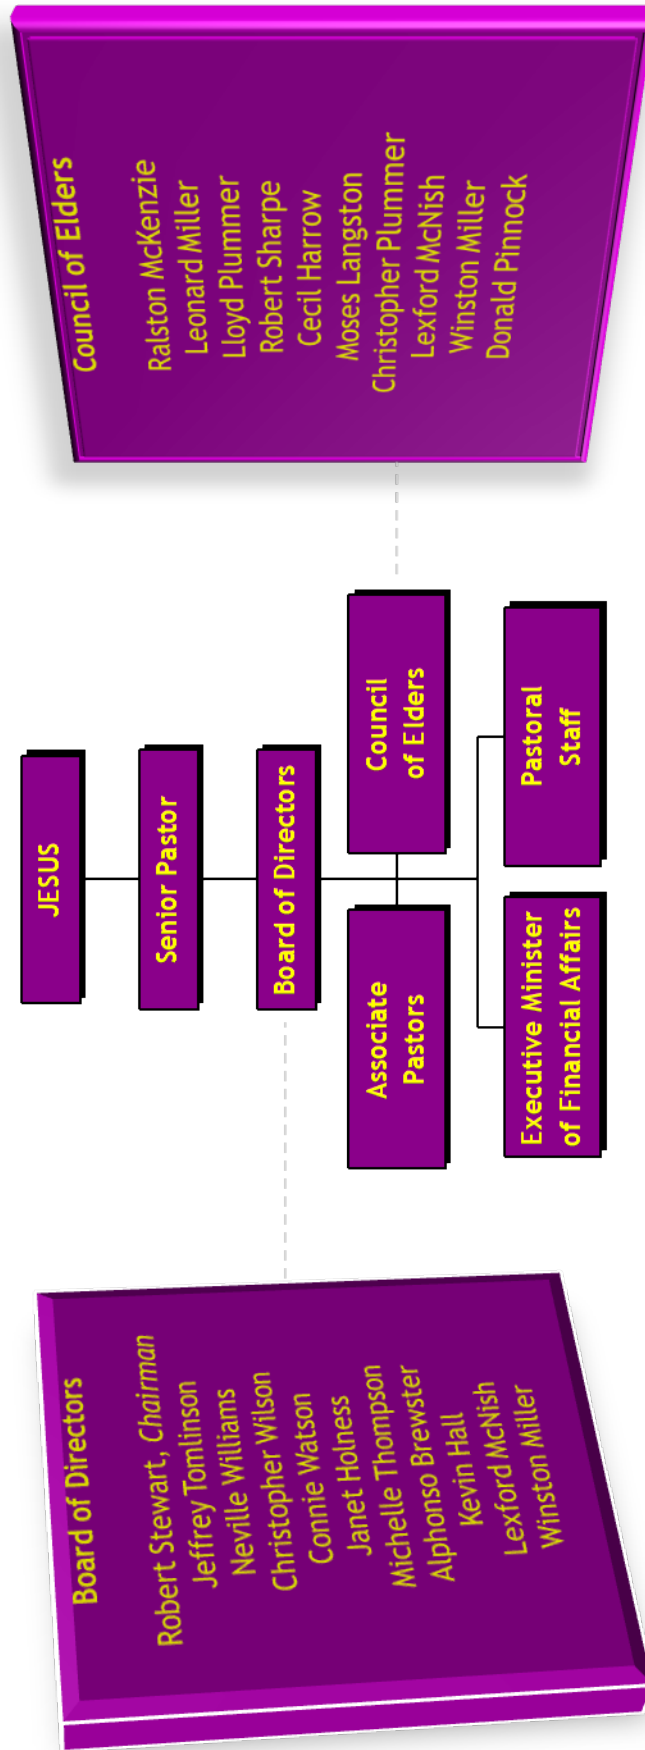 Board of Directors
Robert Stewart, Chairman
Jeffrey Tomlinson
Neville Williams
Christopher Wilson
Connie Watson
Janet Holness
Michelle Thompson
Alphonso Brewster
Kevin Hall
Lexford McNish
Winston Miller
JESUS
Senior Pastor
Board of Directors
Associate
Pastors
Council
of Elders
Executive Minister
of Financial Affairs
Pastoral
Staff
Council of Elders
Ralston McKenzie
Leonard Miller
Lloyd Plummer
Robert Sharpe
Cecil Harrow
Moses Langston
Christopher Plummer
Lexford McNish
Winston Miller
Donald Pinnock